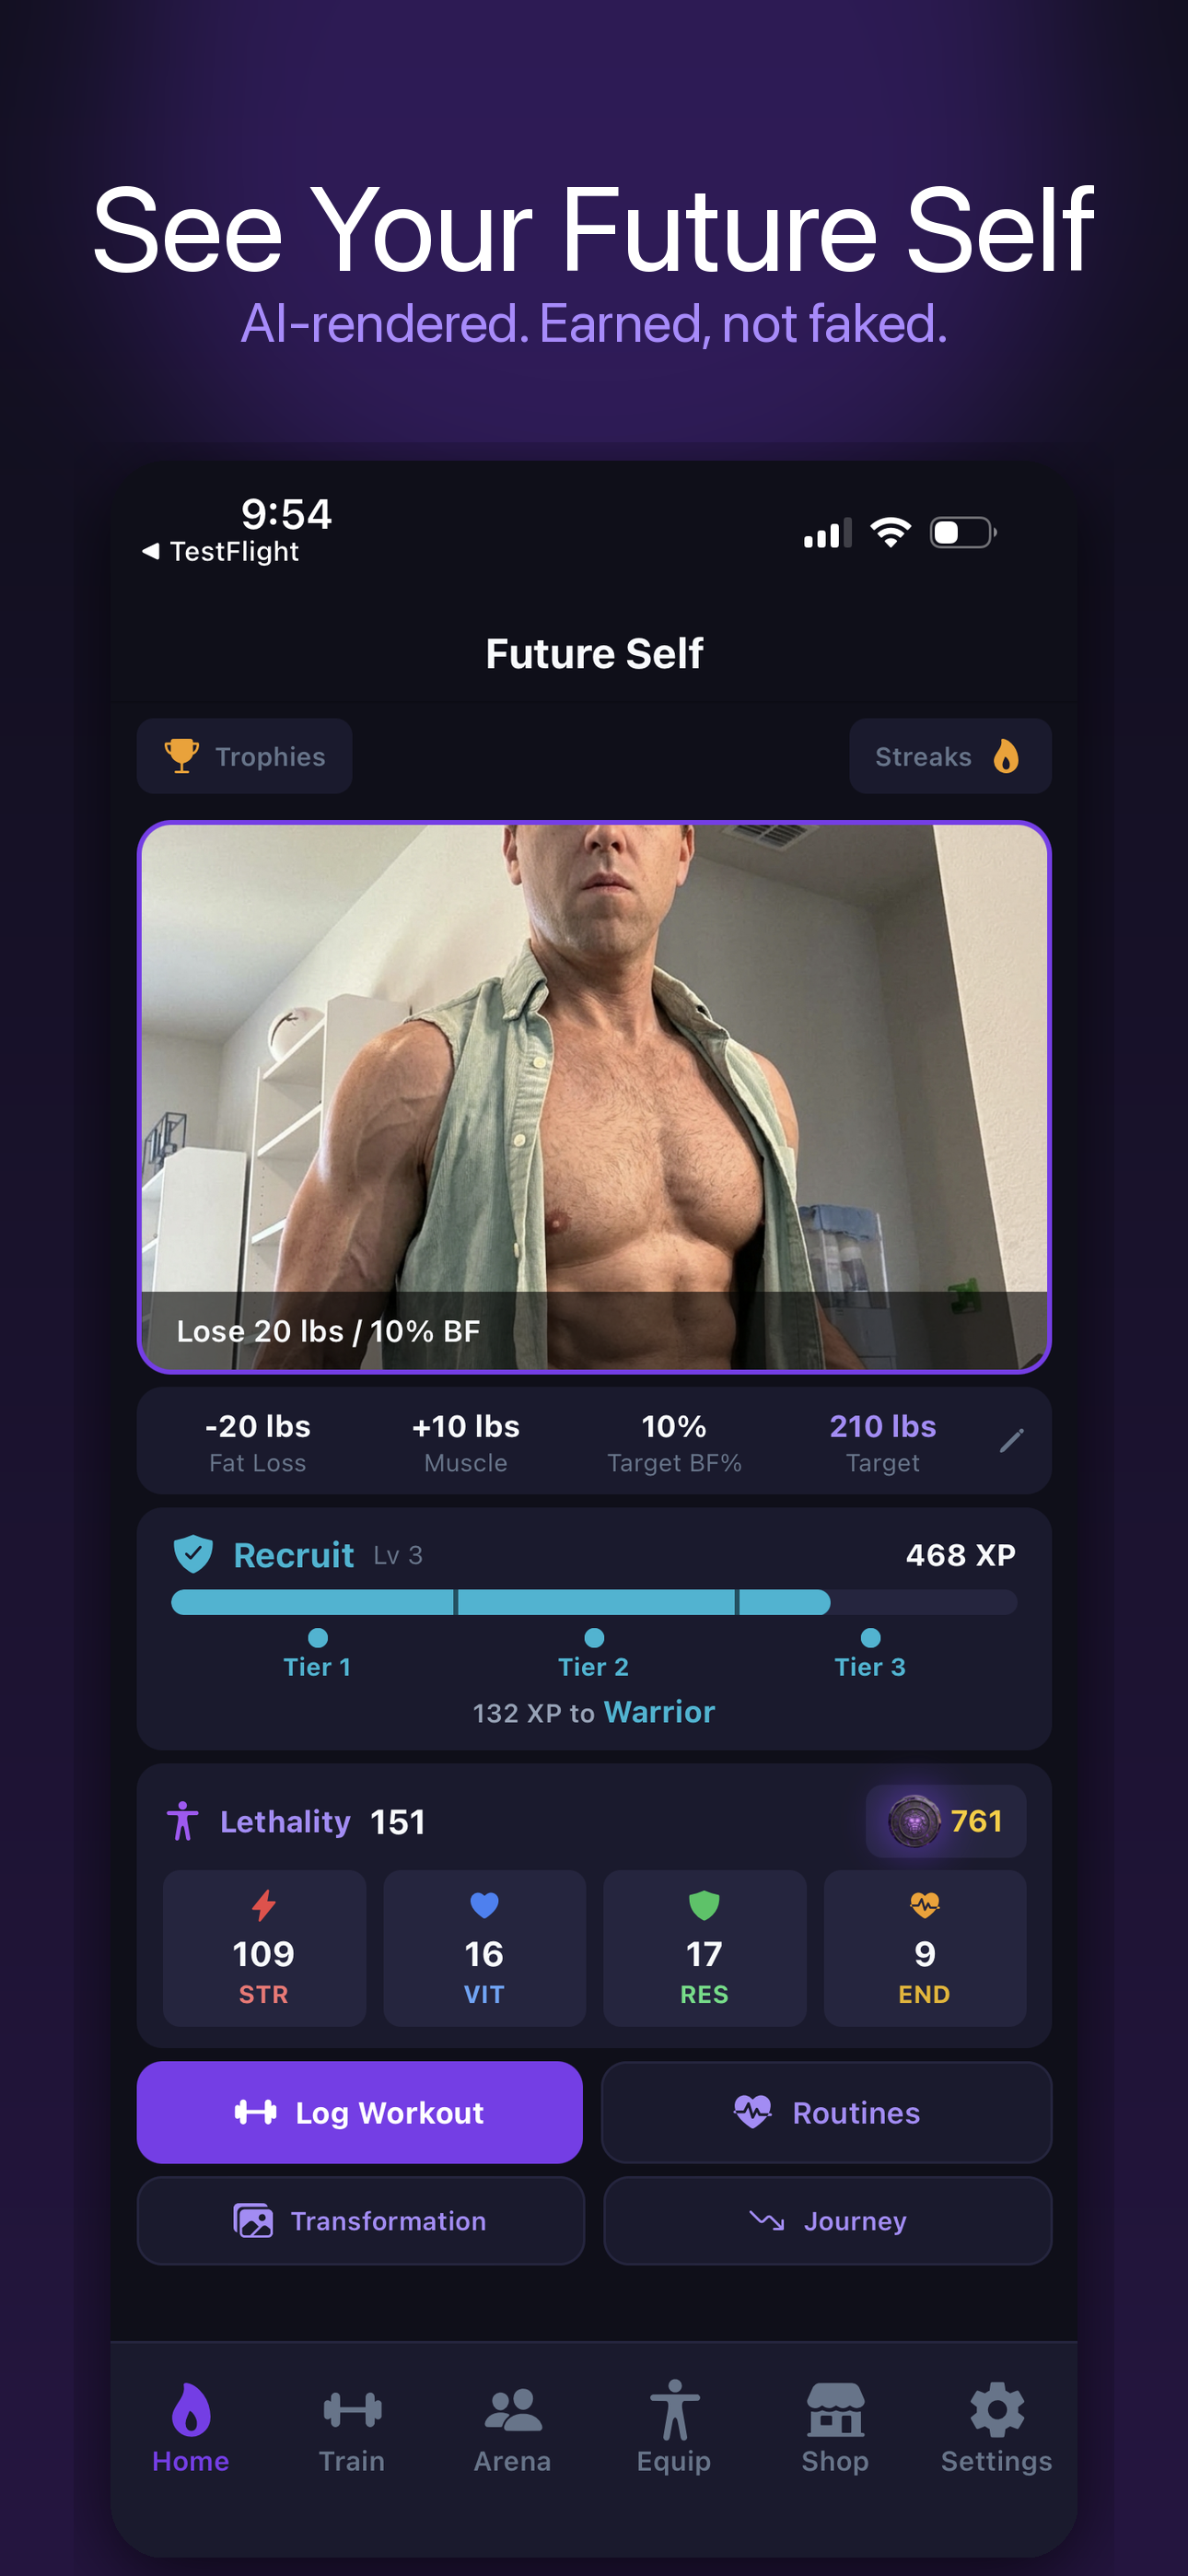 See Your Future Self
AI-rendered. Earned, not faked.
9:54
◀ TestFlight
Future Self
Trophies
Streaks
Lose 20 lbs / 10% BF
-20 lbs +10 lbs 10% 210 lbs
Fat Loss Muscle Target BF% Target
Recruit Lv 3 468 XP
Tier 1 Tier 2 Tier 3
132 XP to Warrior
Lethality 151 761
109 16 17 9
STR VIT RES END
Log Workout Routines
Transformation Journey
Home Train Arena Equip Shop Settings